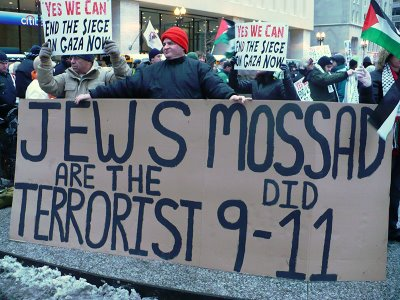 YES WE CAN
END THE SIEGE
ON GAZA NOW
YES WE CAN
END THE SIEGE
ON GAZA NOW!
citi
JEWS
ARE THE
TERRORIST
MOSSAD
DID
9-11